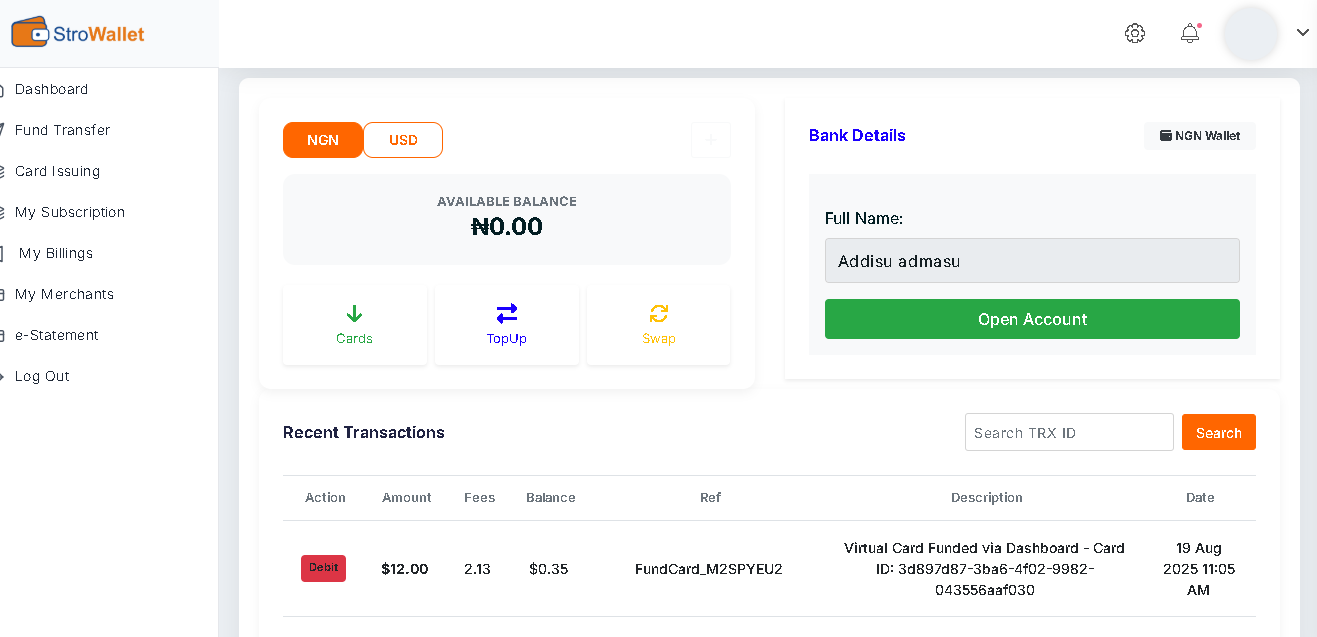 StroWallet
Dashboard
Fund Transfer
Card Issuing
My Subscription
My Billings
My Merchants
e-Statement
Log Out
NGN
USD
+
AVAILABLE BALANCE
₦0.00
Cards
TopUp
Swap
Bank Details
NGN Wallet
Full Name:
Addisu admasu
Open Account
Recent Transactions
Search TRX ID
Search
Action Amount Fees Balance Ref Description Date
Debit $12.00 2.13 $0.35 FundCard_M2SPYEU2
Virtual Card Funded via Dashboard - Card
ID: 3d897d87-3ba6-4f02-9982-
043556aaf030
19 Aug
2025 11:05
AM